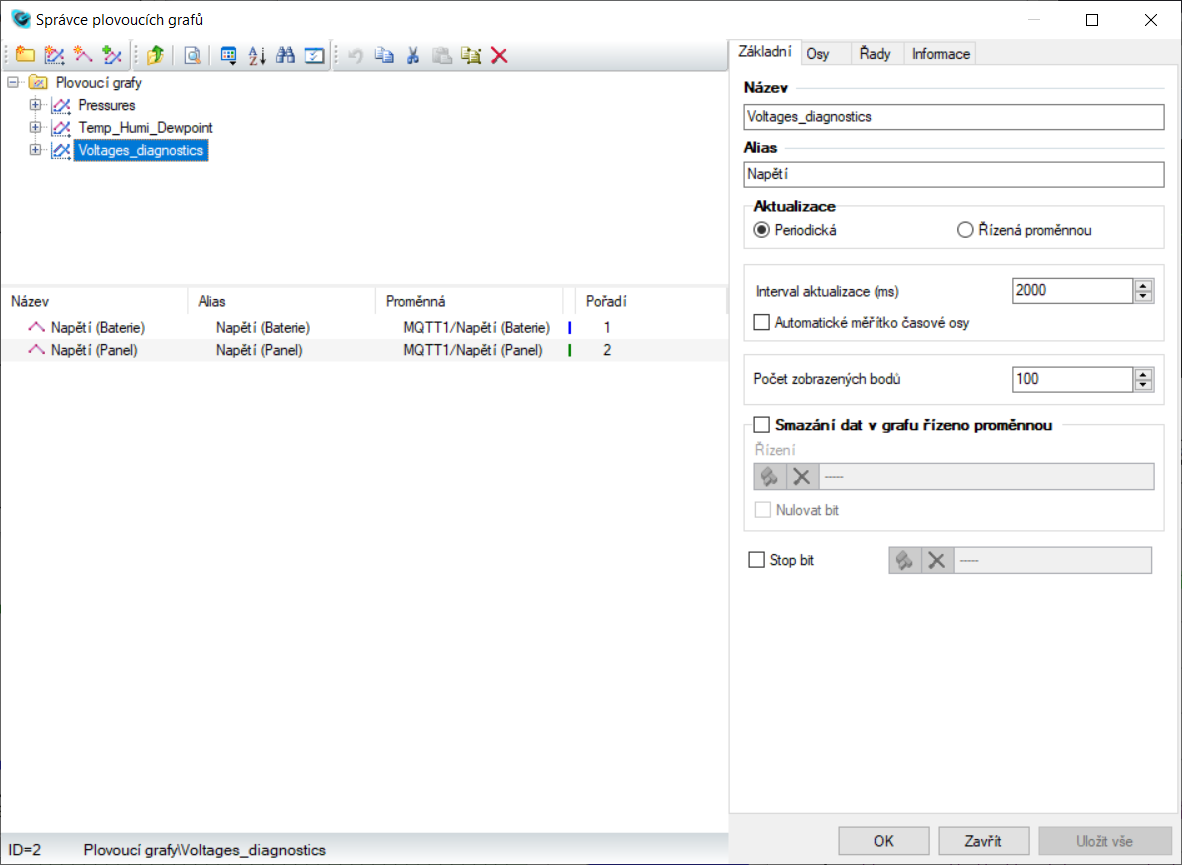 Správce plovoucích grafů
Plovoucí grafy
Pressures
Temp_Humi_Dewpoint
Voltages_diagnostics
Název Alias Proměnná Pořadí
Napětí (Baterie) Napětí (Baterie) MQTT1/Napětí (Baterie) 1
Napětí (Panel) Napětí (Panel) MQTT1/Napětí (Panel) 2
ID=2 Plovoucí grafy\Voltages_diagnostics
Základní Osy Řady Informace
Název
Voltages_diagnostics
Alias
Napětí
Aktualizace
Periodická Řízená proměnnou
Interval aktualizace (ms) 2000
Automatické měřítko časové osy
Počet zobrazených bodů 100
Smazání dat v grafu řízeno proměnnou
Řízení
-----
Nulovat bit
Stop bit -----
OK Zavřít Uložit vše